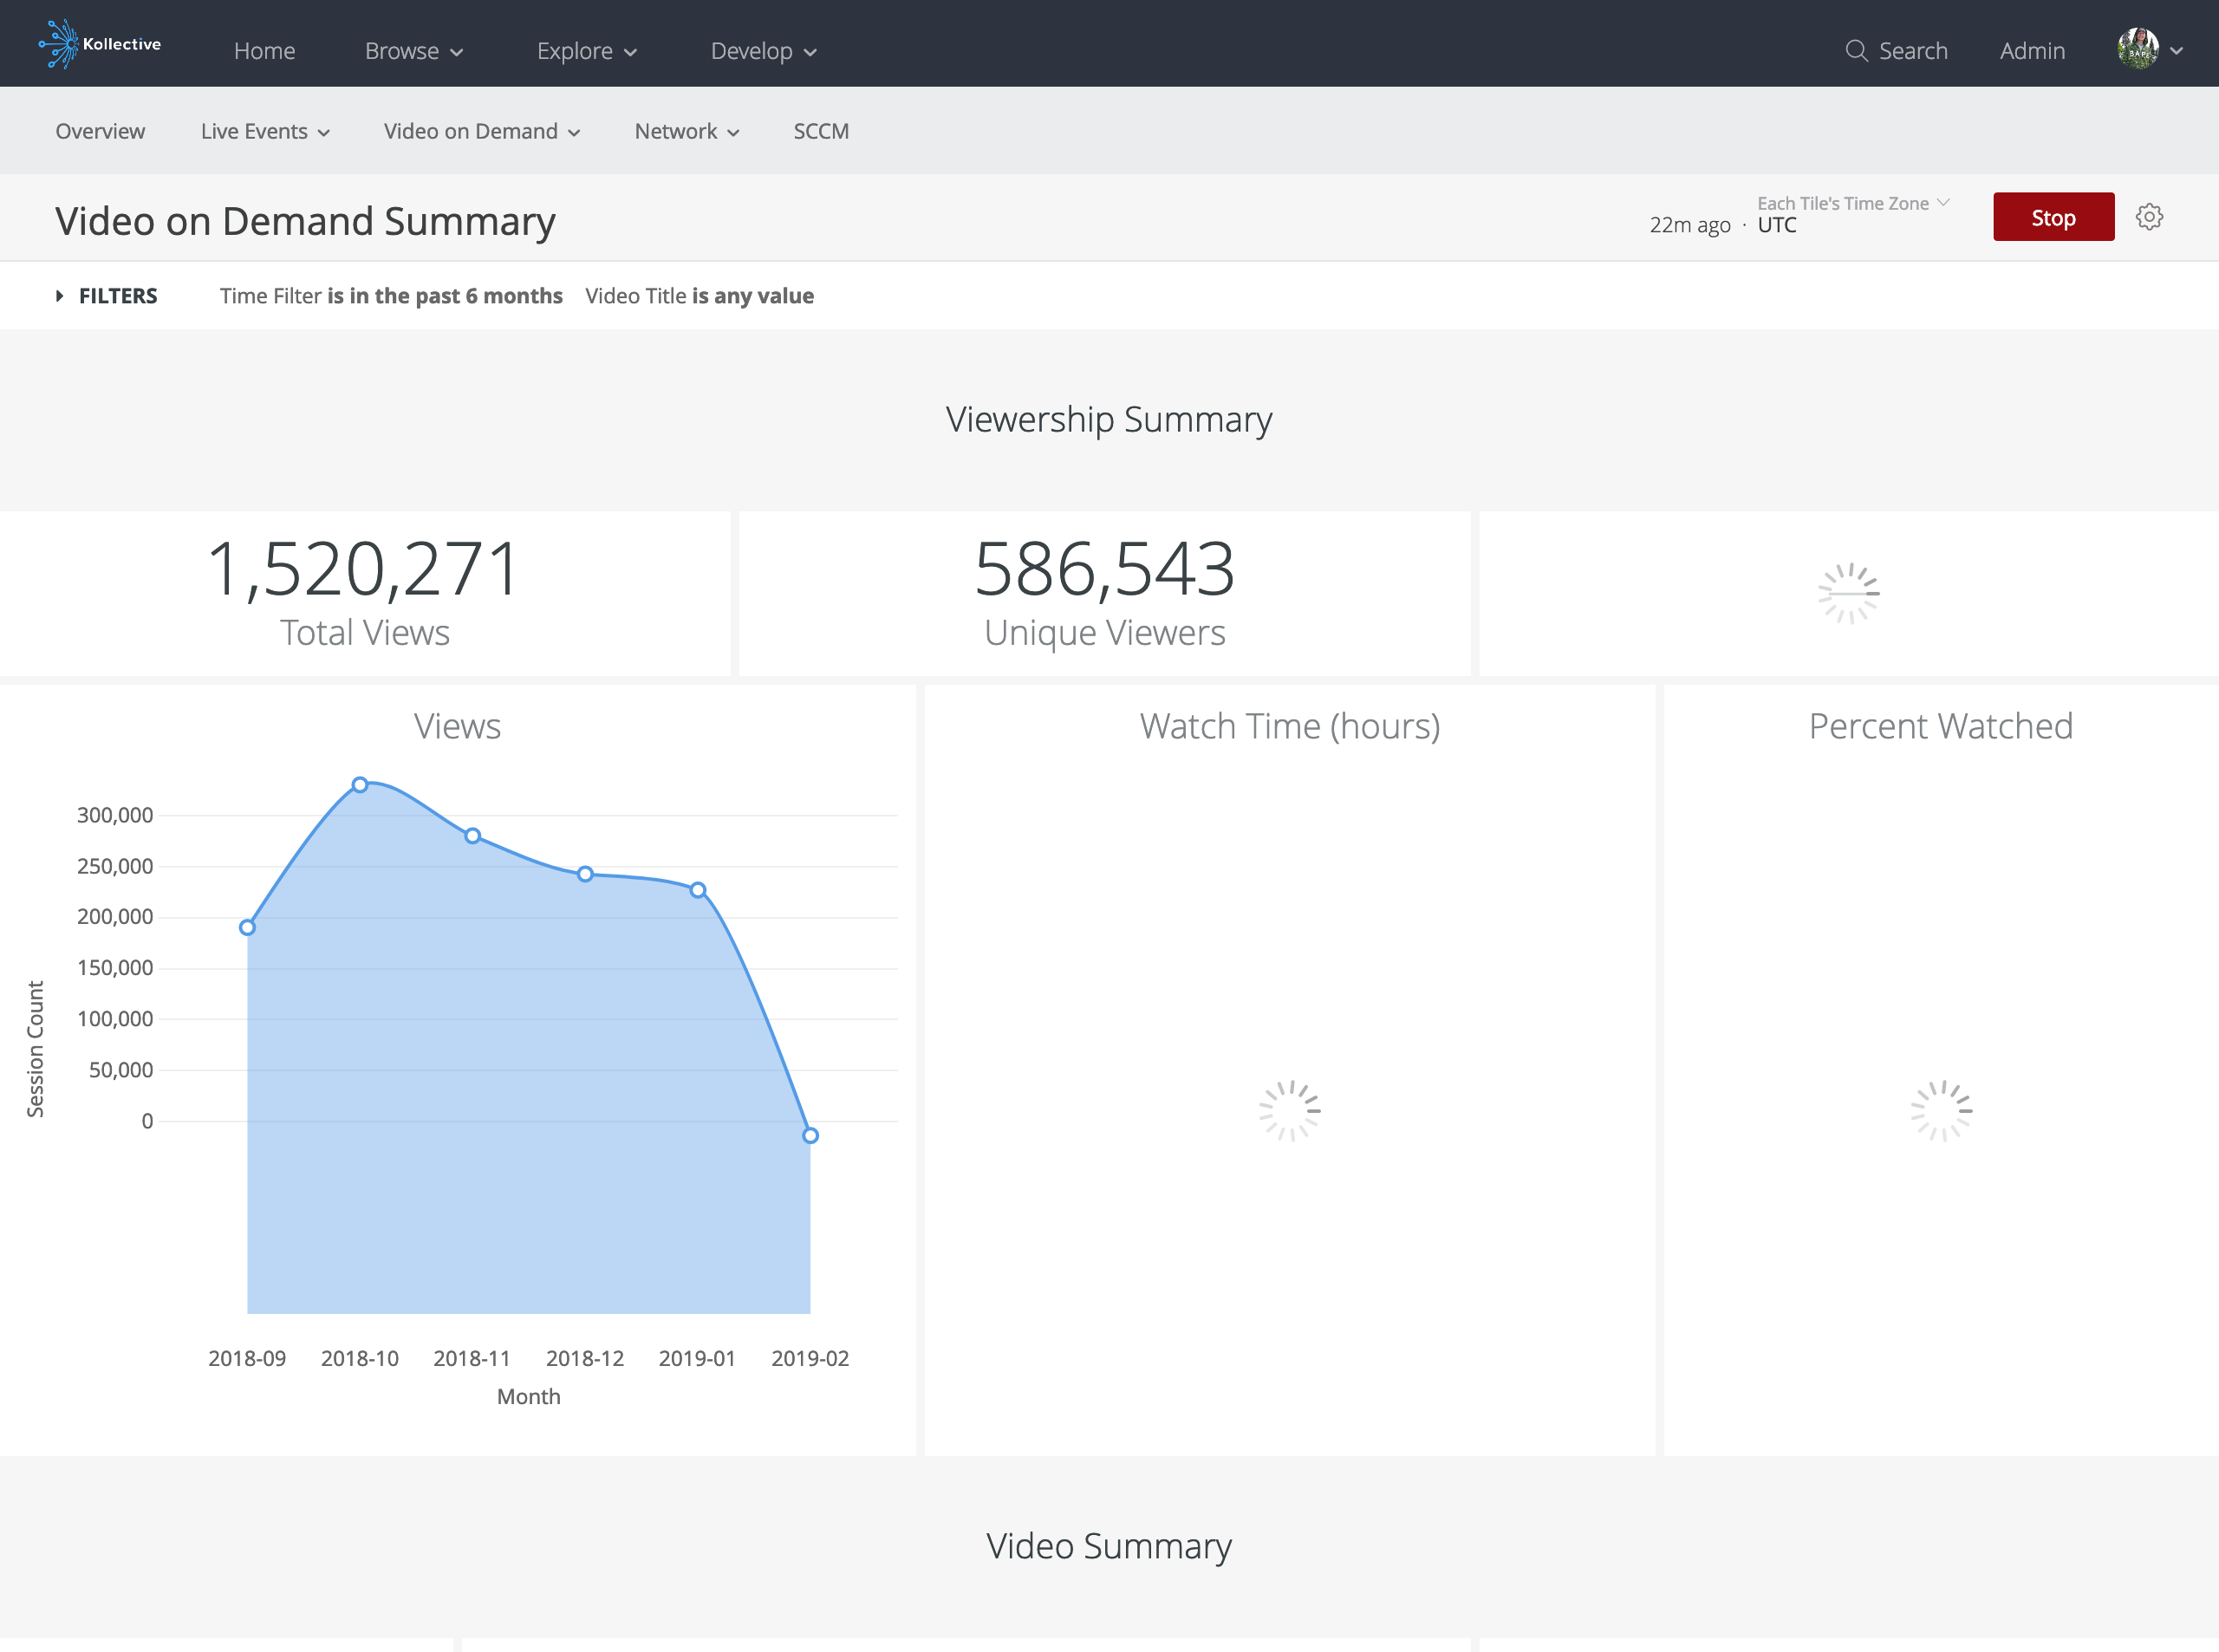 Kollective
Home Browse Explore Develop Search Admin
Overview Live Events Video on Demand Network SCCM
Video on Demand Summary
Each Tile's Time Zone
22m ago · UTC
Stop
FILTERS Time Filter is in the past 6 months Video Title is any value
Viewership Summary
1,520,271
Total Views
586,543
Unique Viewers
Views
300,000
250,000
200,000
150,000
100,000
50,000
0
Session Count
2018-09 2018-10 2018-11 2018-12 2019-01 2019-02
Month
Watch Time (hours)
Percent Watched
Video Summary